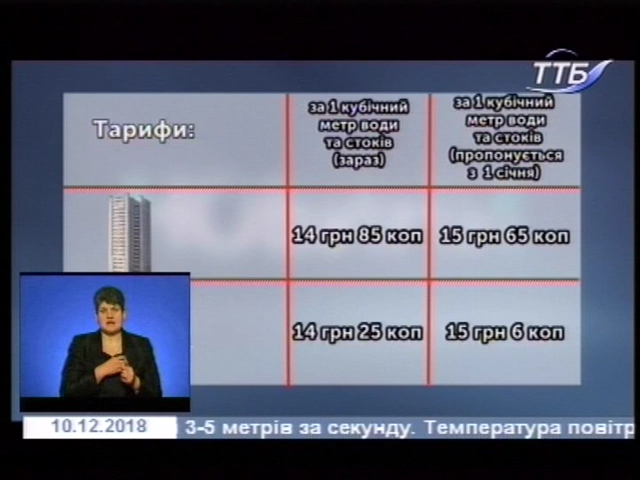 ТТБ
Тарифи:
за 1 кубічний
метр води
та стоків
(зараз)
за 1 кубічний
метр води
та стоків
(пропонується
з 1 січня)
14 грн 85 коп
15 грн 65 коп
14 грн 25 коп
15 грн 6 коп
10.12.2018
3-5 метрів за секунду. Температура повітр